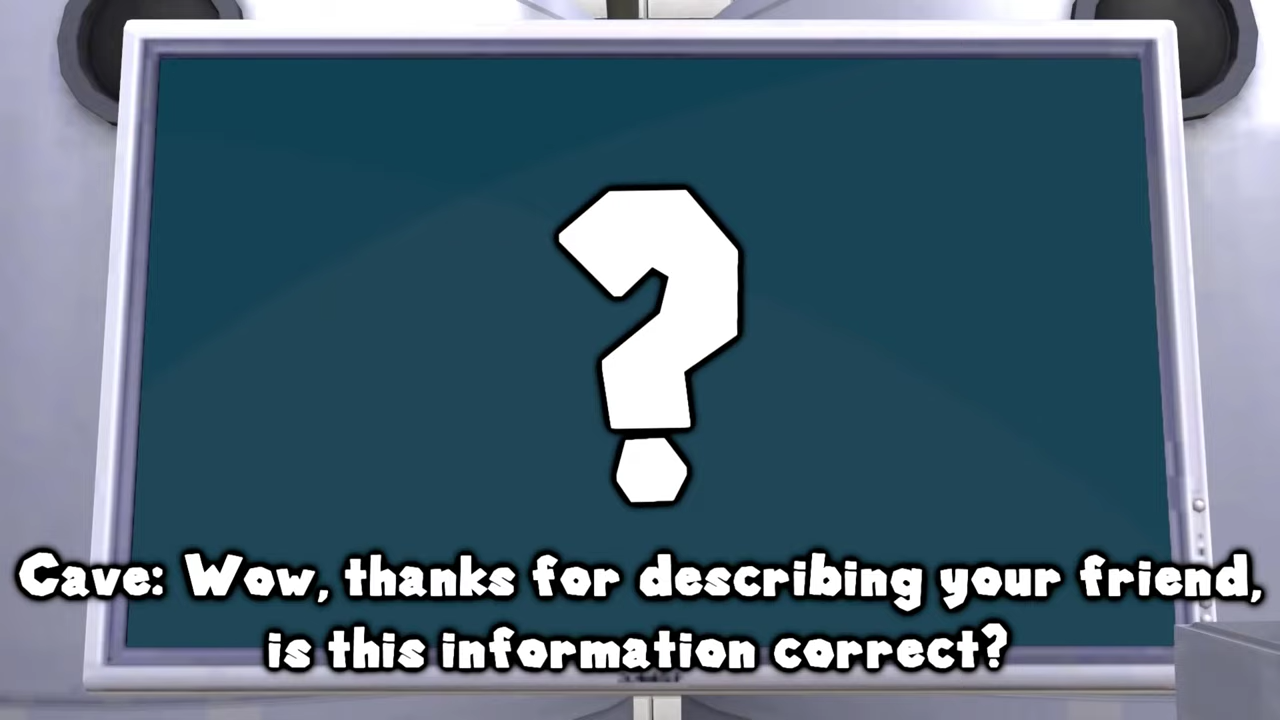 ?
Cave: Wow, thanks for describing your friend,
is this information correct?